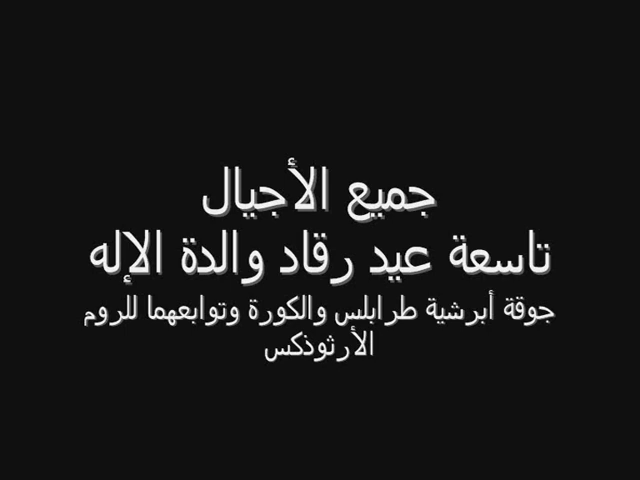 جميع الأجيال
تاسعة عيد رقاد والدة الإله
جوقة أبرشية طرابلس والكورة وتوابعهما للروم
الأرثوذكس